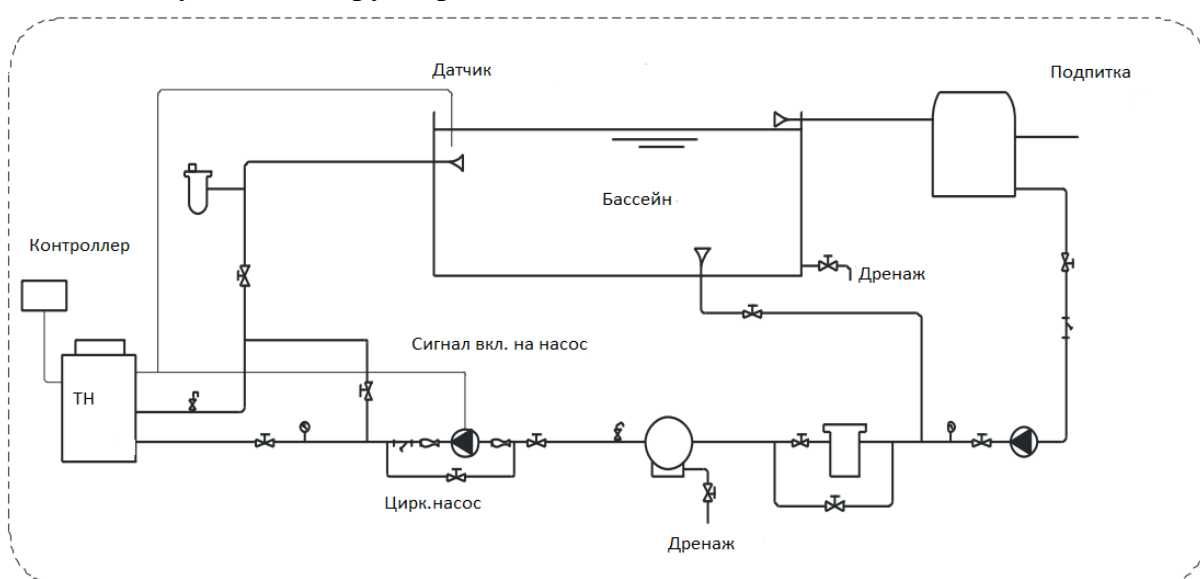 Датчик
Подпитка
Бассейн
Контроллер
Дренаж
Сигнал вкл. на насос
ТН
Цирк.насос
Дренаж